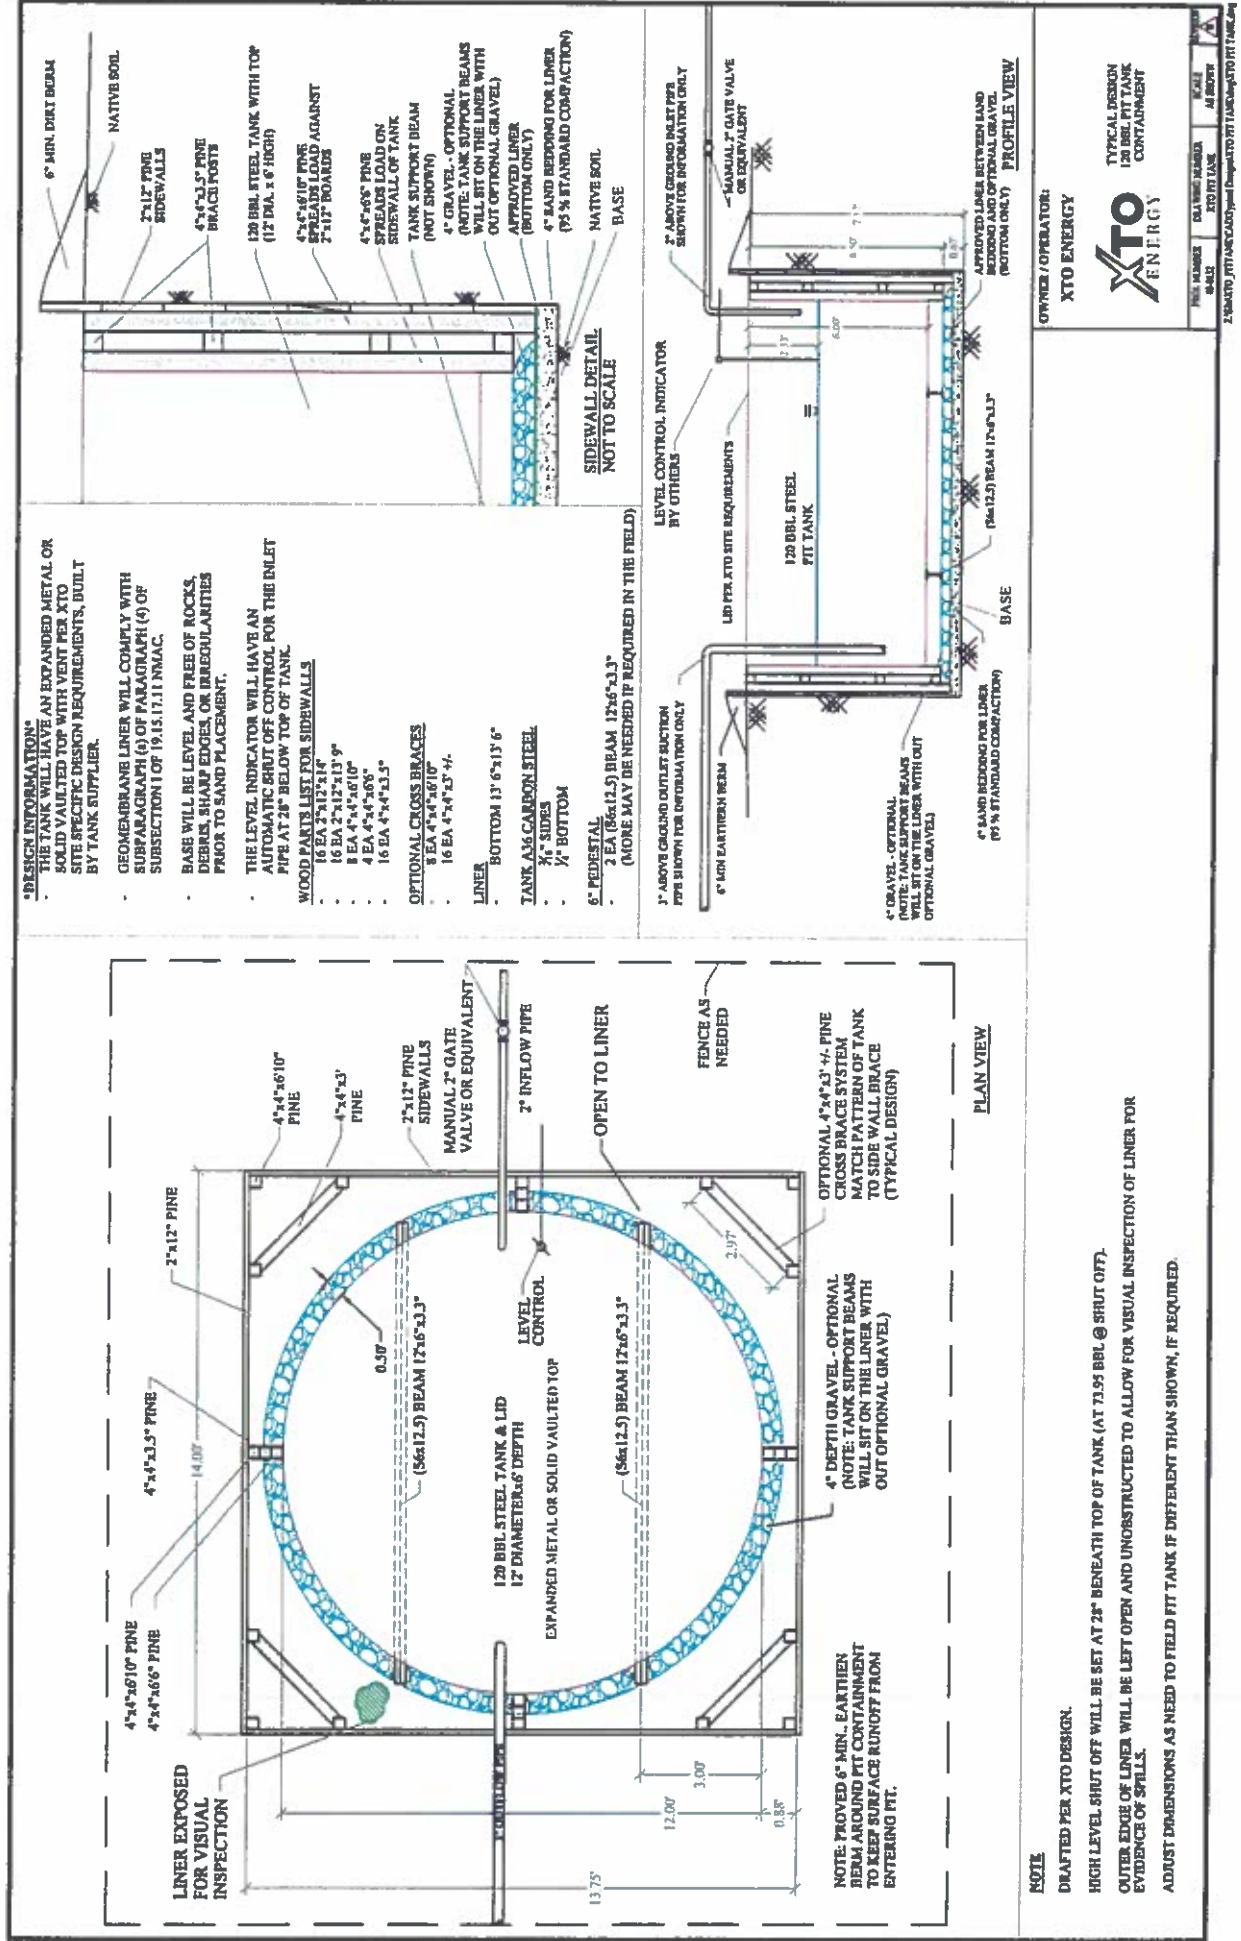 *DESIGN INFORMATION*
- THE TANK WILL HAVE AN EXPANDED METAL OR
SOLID VAULTED TOP WITH VENT PER XTO
SITE SPECIFIC DESIGN REQUIREMENTS, BUILT
BY TANK SUPPLIER.
- GEOMEMBRANE LINER WILL COMPLY WITH
SUBPARAGRAPH (a) OF PARAGRAPH (4) OF
SUBSECTION I OF 19.15.17.11 NMAC.
- BASE WILL BE LEVEL AND FREE OF ROCKS,
DEBRIS, SHARP EDGES, OR IRREGULARITIES
PRIOR TO SAND PLACEMENT.
- THE LEVEL INDICATOR WILL HAVE AN
AUTOMATIC SHUT OFF CONTROL FOR THE INLET
PIPE AT 28" BELOW TOP OF TANK.
WOOD PARTS LIST FOR SIDEWALLS
- 16 EA 2"x12"x14'
- 16 EA 2"x12"x13'9"
- 8 EA 4"x4"x6'10"
- 4 EA 4"x4"x6'6"
- 16 EA 4"x4"x3.5"
OPTIONAL CROSS BRACES
- 8 EA 4"x4"x6'10"
- 16 EA 4"x4"x3' +/-
LINER
- BOTTOM 13' 6"x13' 6"
TANK A36 CARBON STEEL
" SIDES
- 1/4" BOTTOM
6" PEDESTAL
- 2 EA (S6x12.5) BEAM 12'x6"x3.3"
(MORE MAY BE NEEDED IF REQUIRED IN THE FIELD)
6" MIN. DIRT BERM
NATIVE SOIL
2"x12" PINE
SIDEWALLS
4"x4"x3.5" PINE
BRACE POSTS
120 BBL STEEL TANK WITH TOP
(12' DIA. x 6' HIGH)
4"x4"x6'10" PINE
SPREADS LOAD AGAINST
2"x12" BOARDS
4"x4"x6'6" PINE
SPREADS LOAD ON
SIDEWALL OF TANK
TANK SUPPORT BEAM
(NOT SHOWN)
4" GRAVEL - OPTIONAL
(NOTE: TANK SUPPORT BEAMS
WILL SIT ON THE LINER WITH
OUT OPTIONAL GRAVEL)
APPROVED LINER
(BOTTOM ONLY)
4" SAND BEDDING FOR LINER
(95 % STANDARD COMPACTION)
NATIVE SOIL
BASE
SIDEWALL DETAIL
NOT TO SCALE
LINER EXPOSED
FOR VISUAL
INSPECTION
4"x4"x6'10" PINE
4"x4"x6'6" PINE
4"x4"x3.5" PINE
2"x12" PINE
4"x4"x6'10"
PINE
4"x4"x3'
PINE
2"x12" PINE
SIDEWALLS
MANUAL 2" GATE
VALVE OR EQUIVALENT
2" INFLOW PIPE
OPEN TO LINER
FENCE AS
NEEDED
14.00'
0.50'
(S6x12.5) BEAM 12'x6"x3.3"
LEVEL
CONTROL
120 BBL STEEL TANK & LID
12' DIAMETERx6' DEPTH
EXPANDED METAL OR SOLID VAULTED TOP
(S6x12.5) BEAM 12'x6"x3.3"
2.97'
3.00'
12.00'
0.88'
13.75'
NOTE: PROVED 6" MIN.. EARTHEN
BERM AROUND PIT CONTAINMENT
TO KEEP SURFACE RUNOFF FROM
ENTERING PIT.
4" DEPTH GRAVEL - OPTIONAL
(NOTE: TANK SUPPORT BEAMS
WILL SIT ON THE LINER WITH
OUT OPTIONAL GRAVEL)
OPTIONAL 4"x4"x3' +/- PINE
CROSS BRACE SYSTEM
MATCH PATTERN OF TANK
TO SIDE WALL BRACE
(TYPICAL DESIGN)
PLAN VIEW
3" ABOVE GROUND OUTLET SUCTION
PIPE SHOWN FOR INFORMATION ONLY
6" MIN EARTHERN BERM
LID PER XTO SITE REQUIREMENTS
LEVEL CONTROL INDICATOR
BY OTHERS
2" ABOVE GROUND INLET PIPE
SHOWN FOR INFORMATION ONLY
MANUAL 2" GATE VALVE
OR EQUIVALENT
120 BBL STEEL
PIT TANK
6.00'
4" GRAVEL - OPTIONAL
(NOTE: TANK SUPPORT BEAMS
WILL SIT ON THE LINER WITH OUT
OPTIONAL GRAVEL)
4" SAND BEDDING FOR LINER
(95 % STANDARD COMPACTION)
BASE
(S6x12.5) BEAM 12'x6"x3.3"
APPROVED LINER BETWEEN SAND
BEDDING AND OPTIONAL GRAVEL
(BOTTOM ONLY)
PROFILE VIEW
NOTE
DRAFTED PER XTO DESIGN.
HIGH LEVEL SHUT OFF WILL BE SET AT 28" BENEATH TOP OF TANK (AT 73.95 BBL @ SHUT OFF).
OUTER EDGE OF LINER WILL BE LEFT OPEN AND UNOBSTRUCTED TO ALLOW FOR VISUAL INSPECTION OF LINER FOR
EVIDENCE OF SPILLS.
ADJUST DIMENSIONS AS NEED TO FIELD FIT TANK IF DIFFERENT THAN SHOWN, IF REQUIRED.
OWNER / OPERATOR:
XTO ENERGY
XTO
ENERGY
TYPICAL DESIGN
120 BBL PIT TANK
CONTAINMENT
PROJ. NUMBER
DRAWING NUMBER
XTO PIT TANK
SCALE
AS SHOWN
REVISION